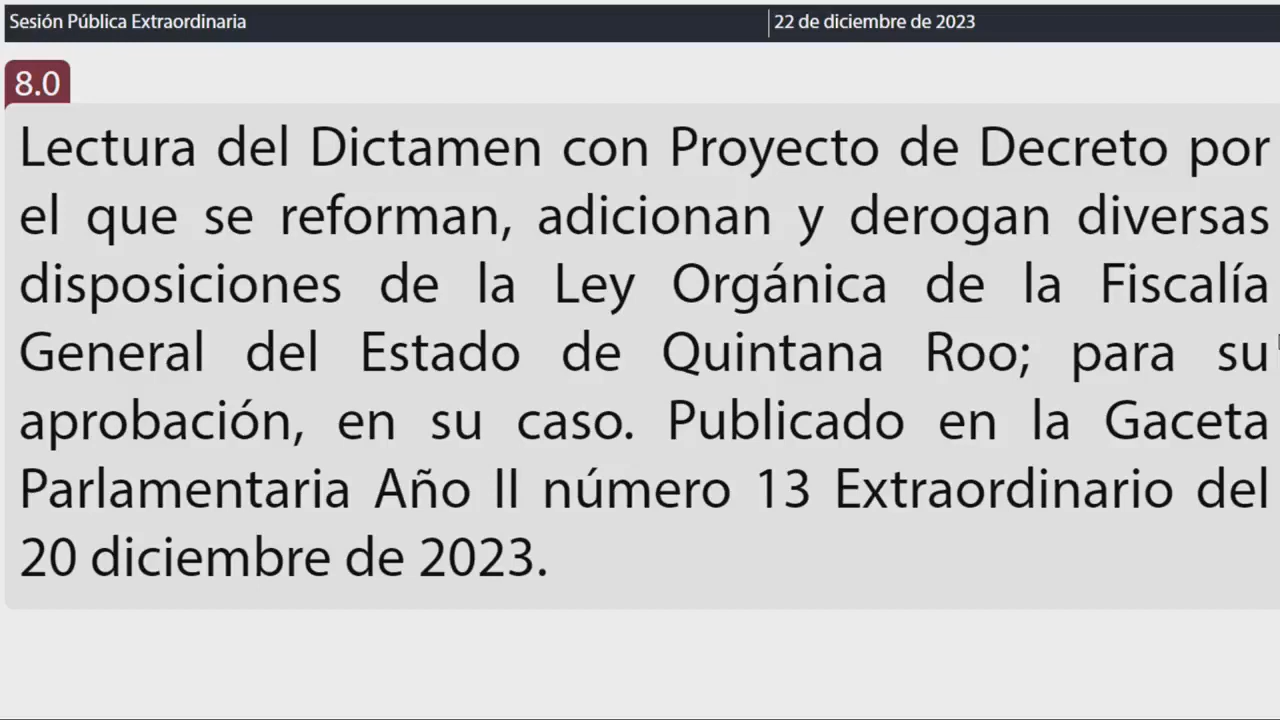 Sesión Pública Extraordinaria
22 de diciembre de 2023
8.0
Lectura del Dictamen con Proyecto de Decreto por
el que se reforman, adicionan y derogan diversas
disposiciones de la Ley Orgánica de la Fiscalía
General del Estado de Quintana Roo; para su
aprobación, en su caso. Publicado en la Gaceta
Parlamentaria Año II número 13 Extraordinario del
20 diciembre de 2023.